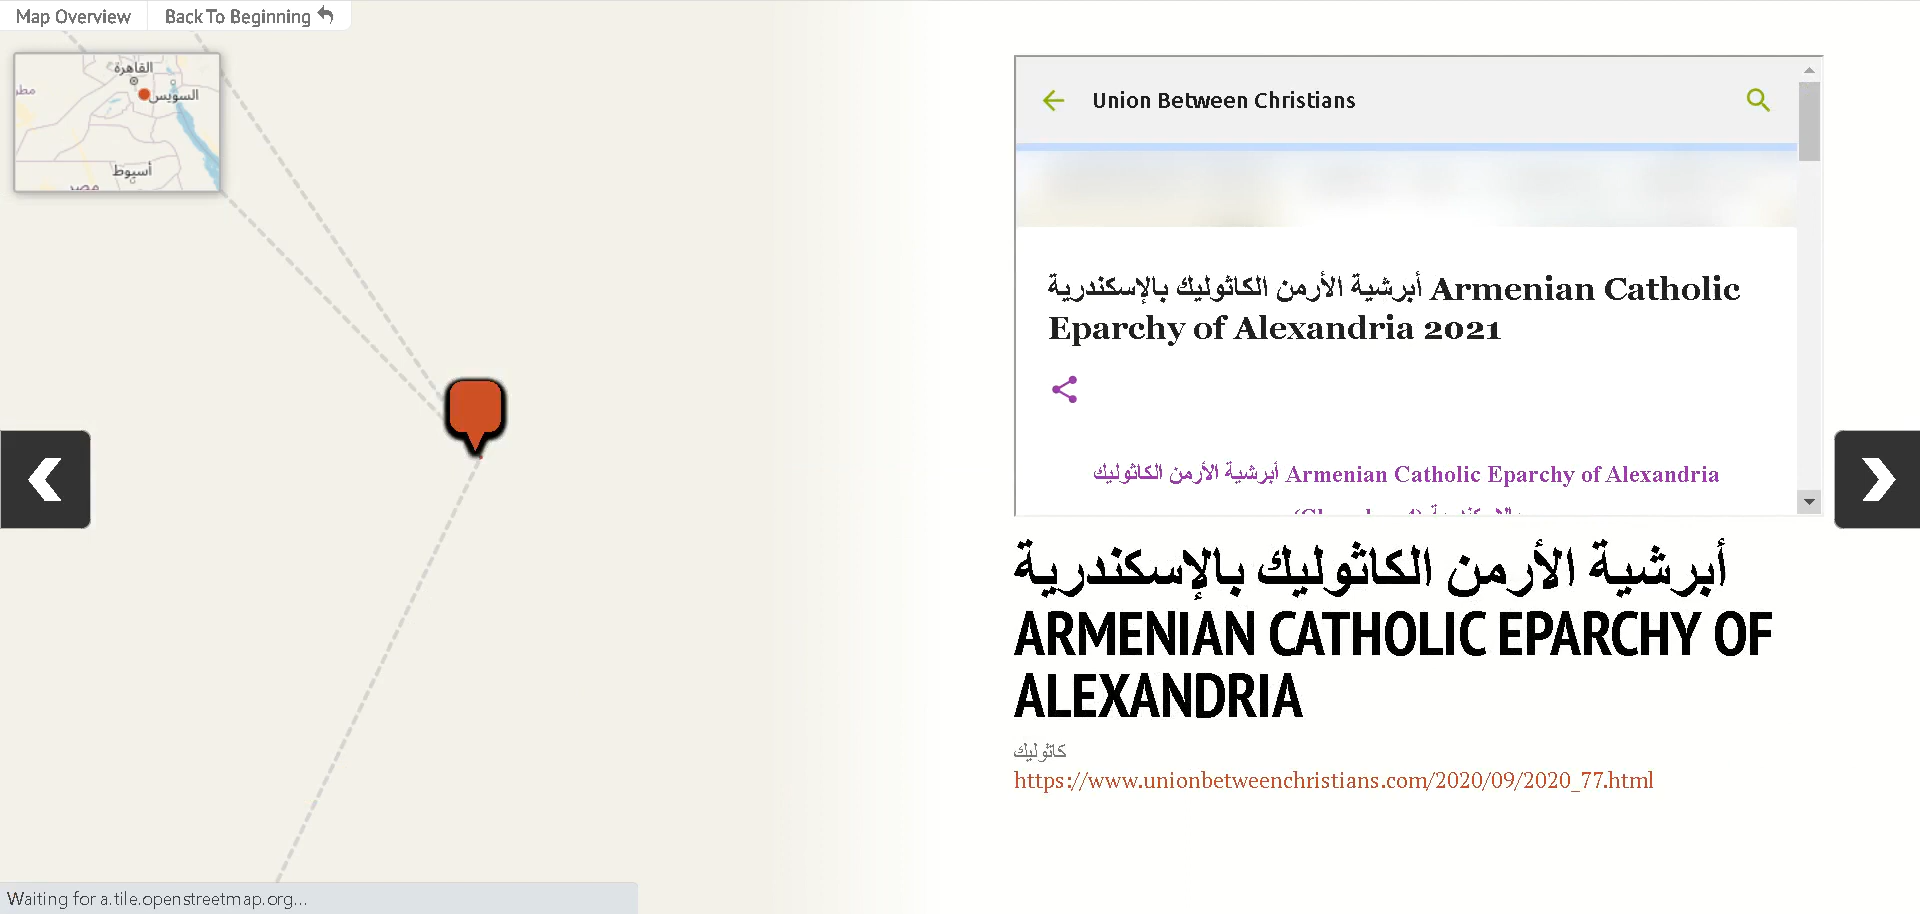 Map Overview
Back To Beginning
القاهرة
مطر
السويس
أسيوط
مصر
Union Between Christians
أبرشية الأرمن الكاثوليك بالإسكندرية Armenian Catholic
Eparchy of Alexandria 2021
أبرشية الأرمن الكاثوليك Armenian Catholic Eparchy of Alexandria
أبرشية الأرمن الكاثوليك بالإسكندرية
ARMENIAN CATHOLIC EPARCHY OF
ALEXANDRIA
كاثوليك
https://www.unionbetweenchristians.com/2020/09/2020_77.html
Waiting for a.tile.openstreetmap.org...